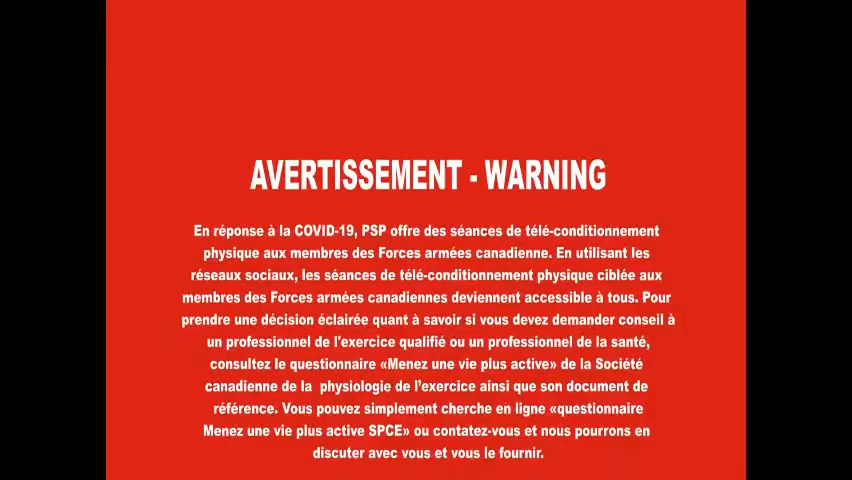 AVERTISSEMENT - WARNING
En réponse à la COVID-19, PSP offre des séances de télé-conditionnement
physique aux membres des Forces armées canadienne. En utilisant les
réseaux sociaux, les séances de télé-conditionnement physique ciblée aux
membres des Forces armées canadiennes deviennent accessible à tous. Pour
prendre une décision éclairée quant à savoir si vous devez demander conseil à
un professionnel de l'exercice qualifié ou un professionnel de la santé,
consultez le questionnaire «Menez une vie plus active» de la Société
canadienne de la  physiologie de l'exercice ainsi que son document de
référence. Vous pouvez simplement cherche en ligne «questionnaire
Menez une vie plus active SPCE» ou contatez-vous et nous pourrons en
discuter avec vous et vous le fournir.